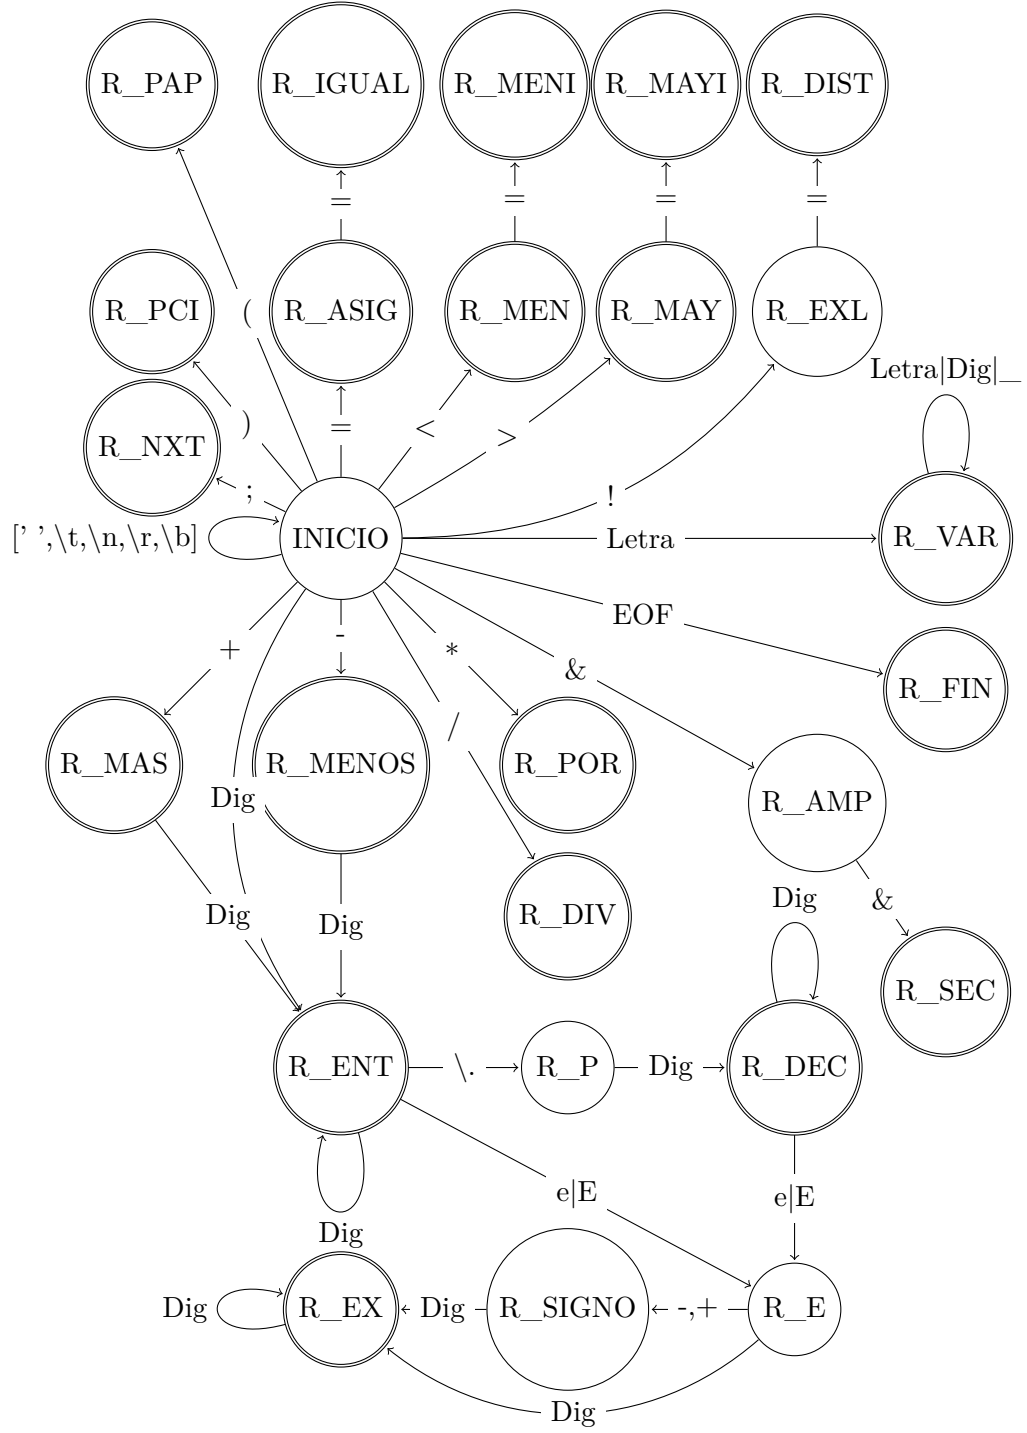 R_PAP
R_IGUAL
R_MENI
R_MAYI
R_DIST
=
=
=
=
R_PCI
R_ASIG
R_MEN
R_MAY
R_EXL
(
Letra|Dig|_
)
=
<
>
R_NXT
;
!
[' ',\t,\n,\r,\b]
INICIO
Letra
R_VAR
EOF
+
-
*
&
R_FIN
/
R_MAS
R_MENOS
R_POR
Dig
R_AMP
Dig
Dig
R_DIV
Dig
&
R_SEC
R_ENT
\.
R_P
Dig
R_DEC
e|E
e|E
Dig
Dig
R_EX
Dig
R_SIGNO
-,+
R_E
Dig